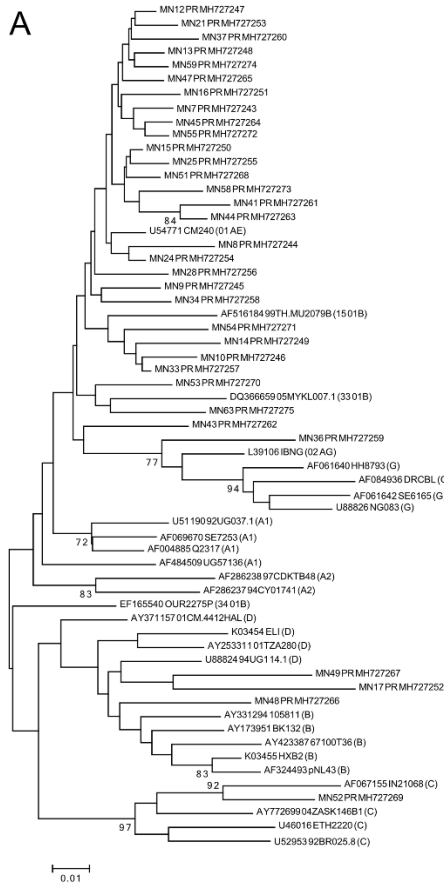 A
MN12PRMH727247
MN21PRMH727253
MN37PRMH727260
MN13PRMH727248
MN59PRMH727274
MN47PRMH727265
MN16PRMH727251
MN7PRMH727243
MN45PRMH727264
MN55PRMH727272
MN15PRMH727250
MN25PRMH727255
MN51PRMH727268
MN58PRMH727273
MN41PRMH727261
84
MN44PRMH727263
U54771CM240(01AE)
MN8PRMH727244
MN24PRMH727254
MN28PRMH727256
MN9PRMH727245
MN34PRMH727258
AF51618499TH.MU2079B(1501B)
MN54PRMH727271
MN14PRMH727249
MN10PRMH727246
MN33PRMH727257
MN53PRMH727270
DQ36665905MYKL007.1(3301B)
MN63PRMH727275
MN43PRMH727262
MN36PRMH727259
L39106IBNG(02AG)
77
AF061640HH8793(G)
AF084936DRCBL(G
94
AF061642SE6165(G)
U88826NG083(G)
U5119092UG037.1(A1)
AF069670SE7253(A1)
72
AF004885Q2317(A1)
AF484509UG57136(A1)
AF28623897CDKTB48(A2)
83
AF28623794CY01741(A2)
EF165540OUR2275P(3401B)
AY37115701CM.4412HAL(D)
K03454ELI(D)
AY25331101TZA280(D)
U8882494UG114.1(D)
MN49PRMH727267
MN17PRMH727252
MN48PRMH727266
AY331294105811(B)
AY173951BK132(B)
AY42338767100T36(B)
K03455HXB2(B)
83
AF324493pNL43(B)
92
AF067155IN21068(C)
MN52PRMH727269
AY77269904ZASK146B1(C)
97
U46016ETH2220(C)
U5295392BR025.8(C)
0.01